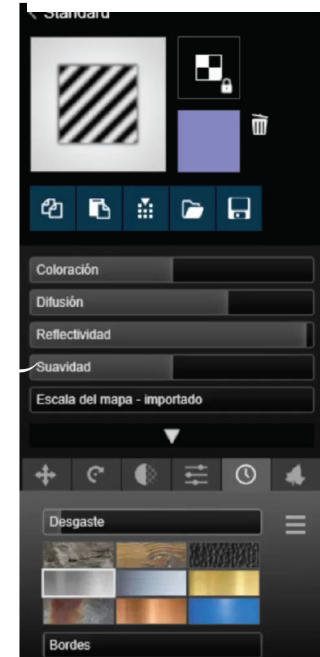 Standard
Coloración
Difusión
Reflectividad
Suavidad
Escala del mapa - importado
Desgaste
Bordes